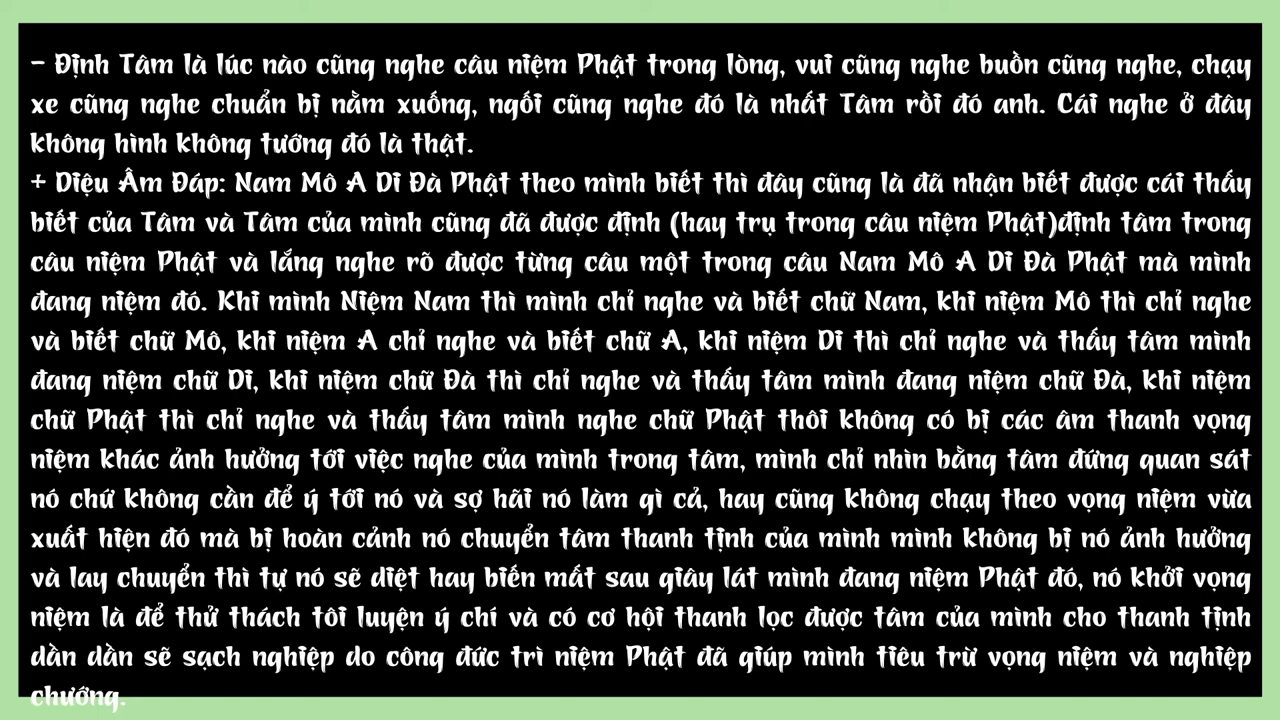 – Định Tâm là lúc nào cũng nghe câu niệm Phật trong lòng, vui cũng nghe buồn cũng nghe, chạy
xe cũng nghe chuẩn bị nằm xuống, ngối cũng nghe đó là nhất Tâm rồi đó anh. Cái nghe ở đây
không hình không tướng đó là thật.
+ Diệu Âm Đáp: Nam Mô A Di Đà Phật theo mình biết thì đây cũng là đã nhận biết được cái thấy
biết của Tâm và Tâm của mình cũng đã được định (hay trụ trong câu niệm Phật)định tâm trong
câu niệm Phật và lắng nghe rõ được từng câu một trong câu Nam Mô A Di Đà Phật mà mình
đang niệm đó. Khi mình Niệm Nam thì mình chỉ nghe và biết chữ Nam, khi niệm Mô thì chỉ nghe
và biết chữ Mô, khi niệm A chỉ nghe và biết chữ A, khi niệm Di thì chỉ nghe và thấy tâm mình
đang niệm chữ Di, khi niệm chữ Đà thì chỉ nghe và thấy tâm mình đang niệm chữ Đà, khi niệm
chữ Phật thì chỉ nghe và thấy tâm mình nghe chữ Phật thôi không có bị các âm thanh vọng
niệm khác ảnh hưởng tới việc nghe của mình trong tâm, mình chỉ nhìn bằng tâm đứng quan sát
nó chứ không cần để ý tới nó và sợ hãi nó làm gì cả, hay cũng không chạy theo vọng niệm vừa
xuất hiện đó mà bị hoàn cảnh nó chuyển tâm thanh tịnh của mình mình không bị nó ảnh hưởng
và lay chuyển thì tự nó sẽ diệt hay biến mất sau giây lát mình đang niệm Phật đó, nó khởi vọng
niệm là để thử thách tôi luyện ý chí và có cơ hội thanh lọc được tâm của mình cho thanh tịnh
dần dần sẽ sạch nghiệp do công đức trì niệm Phật đã giúp mình tiêu trừ vọng niệm và nghiệp
chướng.